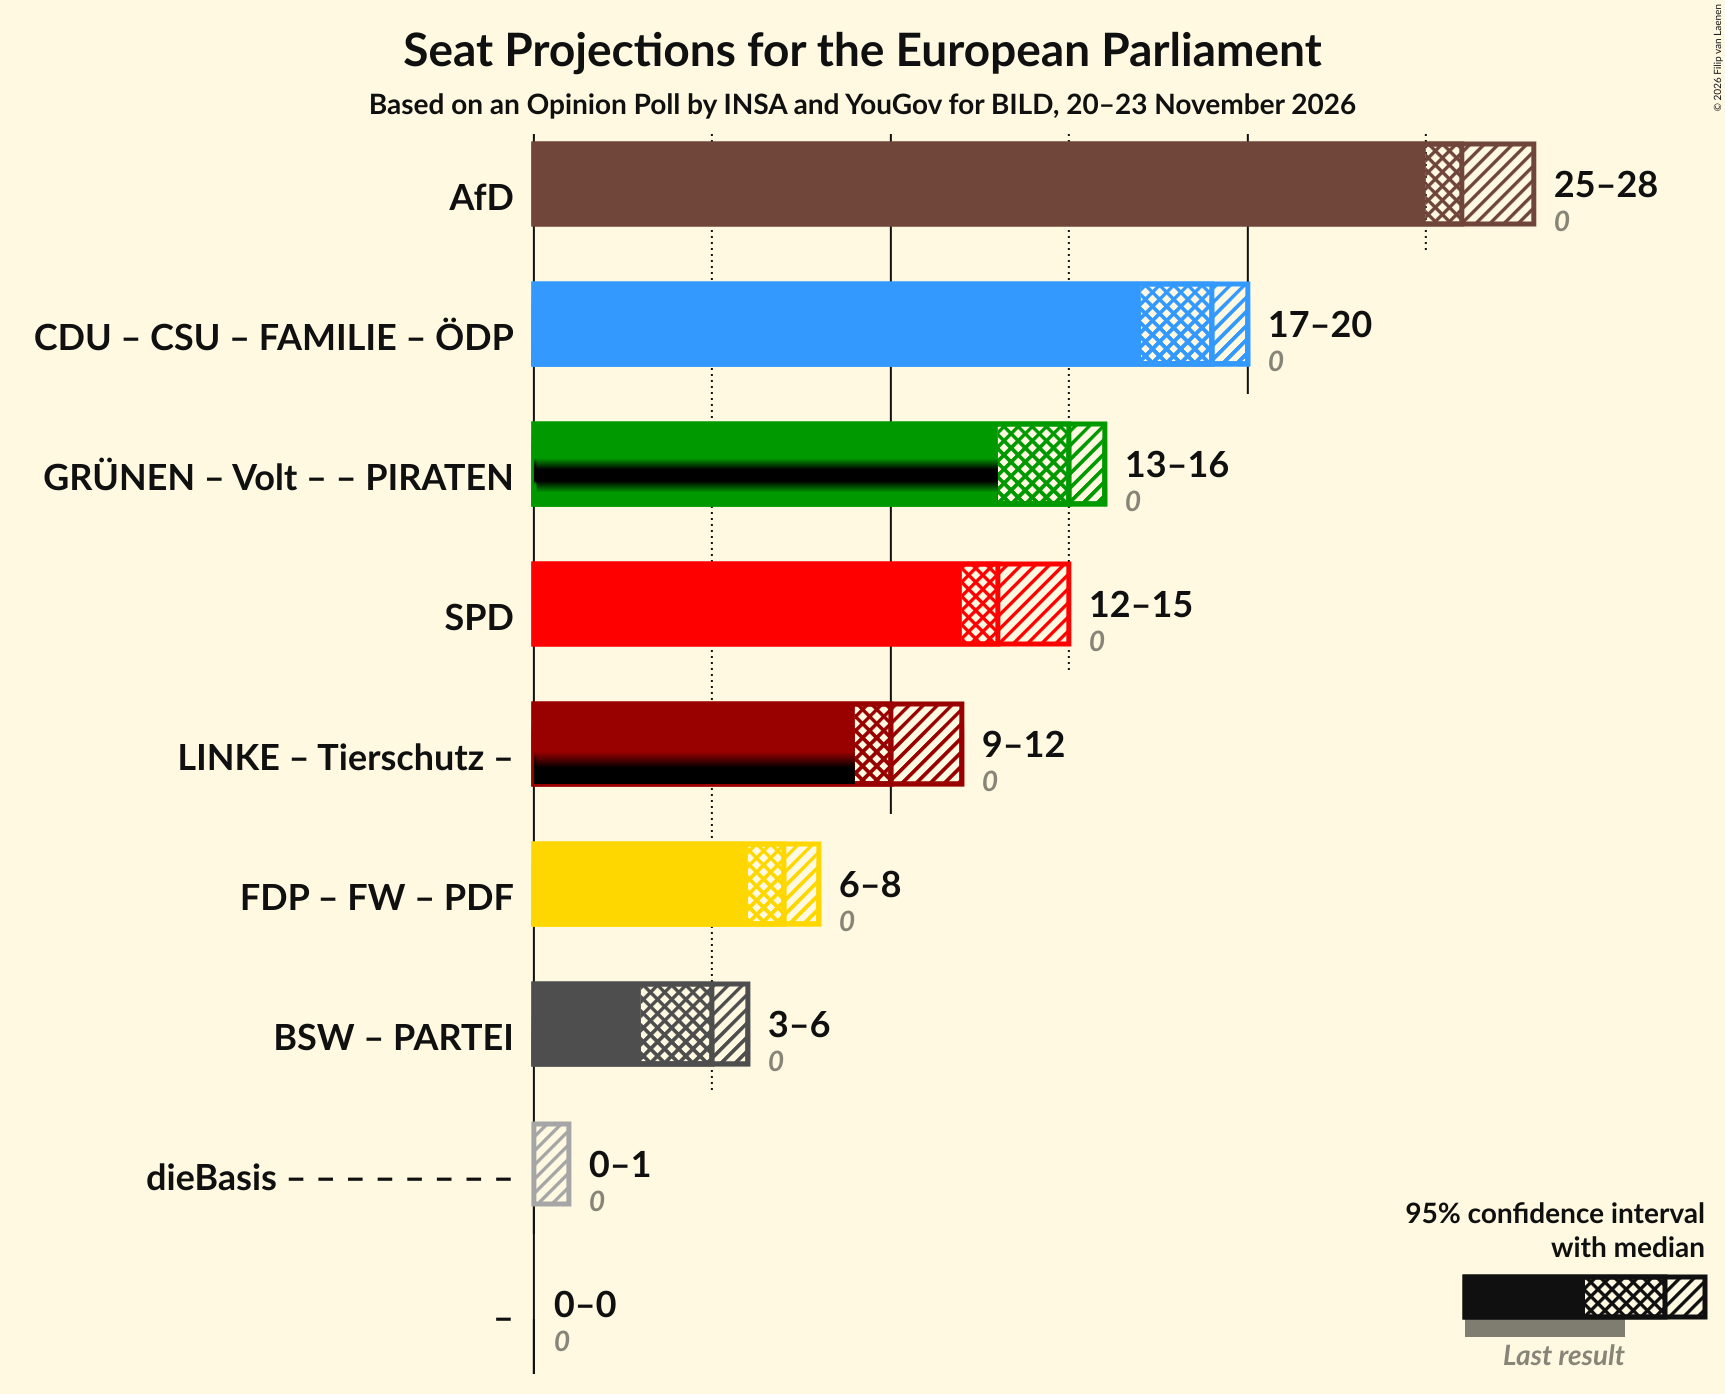 Seat Projections for the European Parliament
Based on an Opinion Poll by INSA and YouGov for BILD, 20–23 November 2026
© 2026 Filip van Laenen
AfD
25–28
0
CDU – CSU – FAMILIE – ÖDP
17–20
0
GRÜNEN – Volt – – PIRATEN
13–16
0
SPD
12–15
0
LINKE – Tierschutz –
9–12
0
FDP – FW – PDF
6–8
0
BSW – PARTEI
3–6
0
dieBasis – – – – – – – –
0–1
0
–
0–0
0
95% confidence interval
with median
Last result